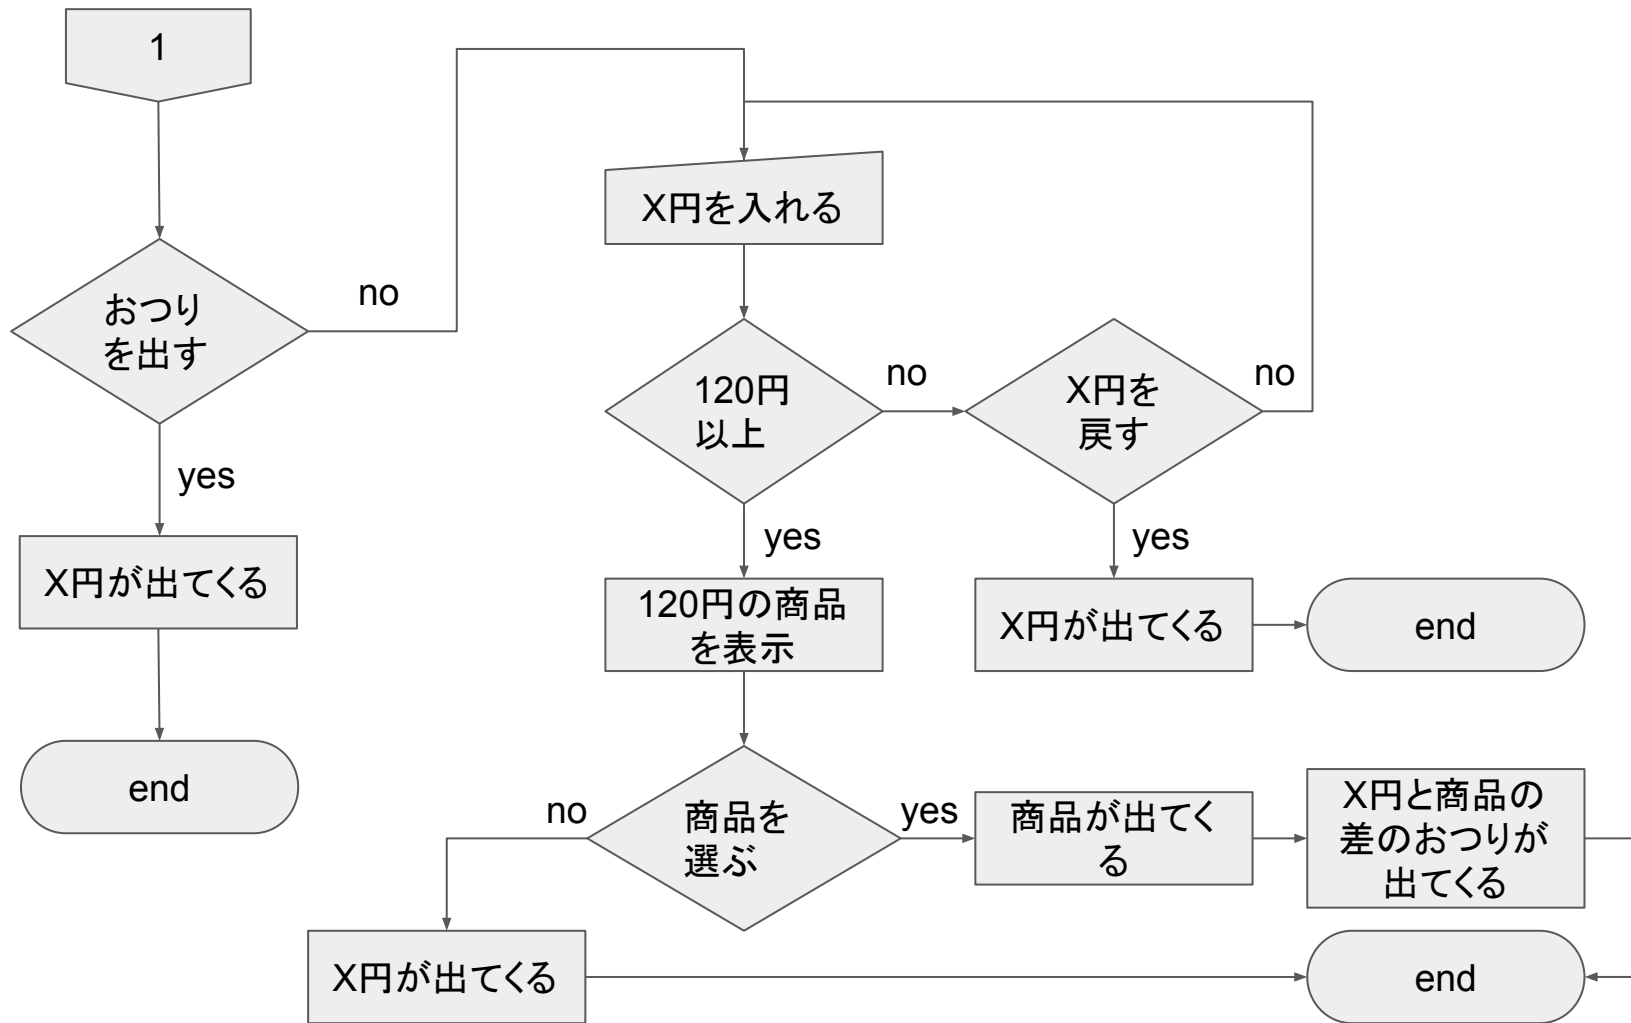 1
おつり
を出す
no
yes
X円が出てくる
end
X円を入れる
120円
以上
no
X円を
戻す
no
yes
yes
120円の商品
を表示
X円が出てくる
end
商品を
選ぶ
no
yes
商品が出てく
る
X円と商品の
差のおつりが
出てくる
X円が出てくる
end